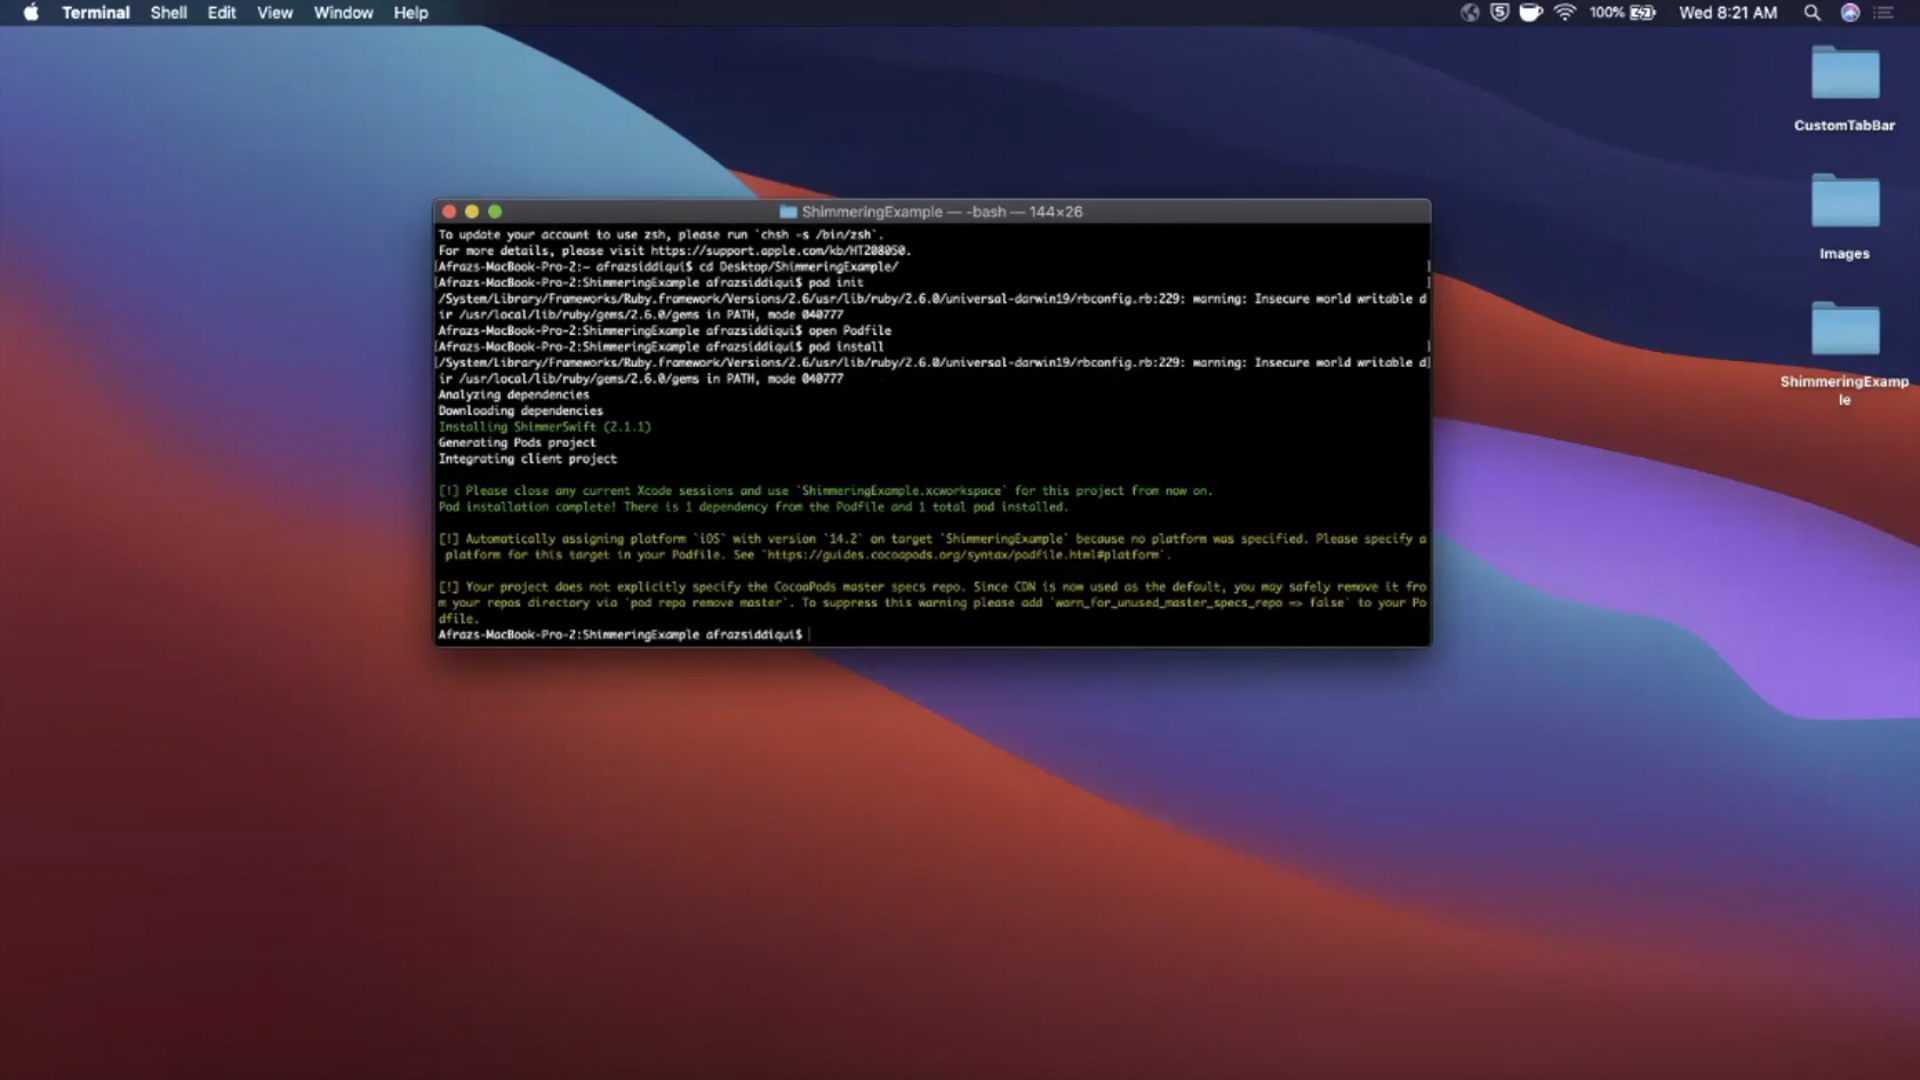 Terminal Shell Edit View Window Help
100% Wed 8:21 AM
CustomTabBar
Images
ShimmeringExamp
le
ShimmeringExample — -bash — 144×26
To update your account to use zsh, please run `chsh -s /bin/zsh`.
For more details, please visit https://support.apple.com/kb/HT208050.
[Afrazs-MacBook-Pro-2:~ afrazsiddiqui$ cd Desktop/ShimmeringExample/ ]
[Afrazs-MacBook-Pro-2:ShimmeringExample afrazsiddiqui$ pod init ]
/System/Library/Frameworks/Ruby.framework/Versions/2.6/usr/lib/ruby/2.6.0/universal-darwin19/rbconfig.rb:229: warning: Insecure world writable d
ir /usr/local/lib/ruby/gems/2.6.0/gems in PATH, mode 040777
Afrazs-MacBook-Pro-2:ShimmeringExample afrazsiddiqui$ open Podfile
[Afrazs-MacBook-Pro-2:ShimmeringExample afrazsiddiqui$ pod install ]
[/System/Library/Frameworks/Ruby.framework/Versions/2.6/usr/lib/ruby/2.6.0/universal-darwin19/rbconfig.rb:229: warning: Insecure world writable d]
ir /usr/local/lib/ruby/gems/2.6.0/gems in PATH, mode 040777
Analyzing dependencies
Downloading dependencies
Installing ShimmerSwift (2.1.1)
Generating Pods project
Integrating client project
[!] Please close any current Xcode sessions and use `ShimmeringExample.xcworkspace` for this project from now on.
Pod installation complete! There is 1 dependency from the Podfile and 1 total pod installed.
[!] Automatically assigning platform `iOS` with version `14.2` on target `ShimmeringExample` because no platform was specified. Please specify a
platform for this target in your Podfile. See `https://guides.cocoapods.org/syntax/podfile.html#platform`.
[!] Your project does not explicitly specify the CocoaPods master specs repo. Since CDN is now used as the default, you may safely remove it fro
m your repos directory via `pod repo remove master`. To suppress this warning please add `warn_for_unused_master_specs_repo => false` to your Po
dfile.
Afrazs-MacBook-Pro-2:ShimmeringExample afrazsiddiqui$